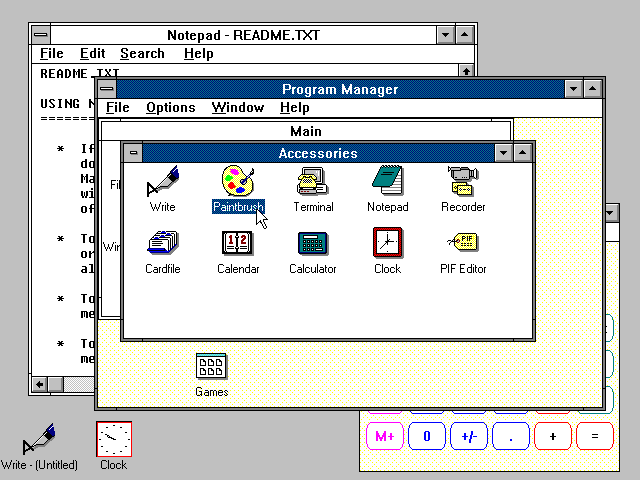 Notepad - README.TXT
File Edit Search Help
README.TXT
USING N
==========
* If
do
Ma
wi
of
* To
or
al
* To
me
* To
me
Program Manager
File Options Window Help
Main
Accessories
Write Paintbrush Terminal Notepad Recorder
PIF
Cardfile Calendar Calculator Clock PIF Editor
Games
M+ 0 +/- . + =
Write - (Untitled) Clock